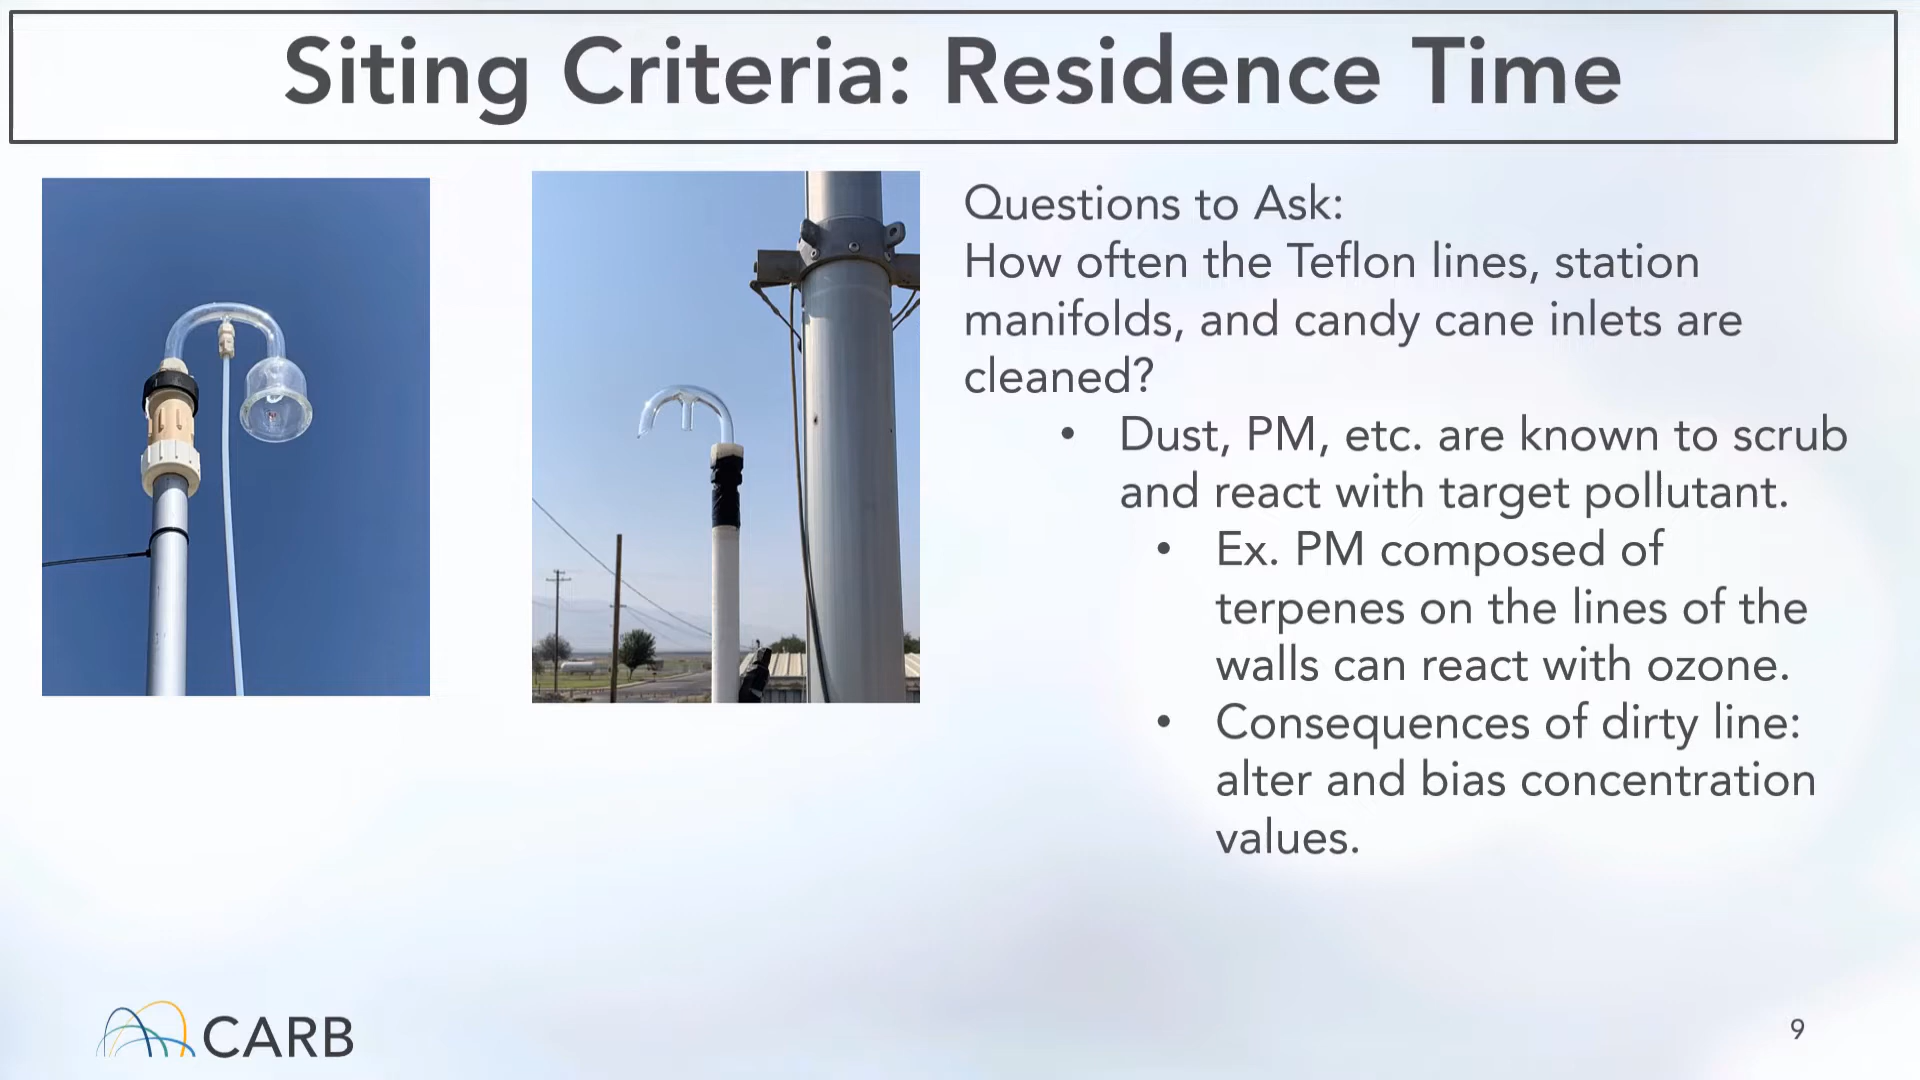 Siting Criteria: Residence Time
Questions to Ask:
How often the Teflon lines, station
manifolds, and candy cane inlets are
cleaned?
• Dust, PM, etc. are known to scrub
and react with target pollutant.
• Ex. PM composed of
terpenes on the lines of the
walls can react with ozone.
• Consequences of dirty line:
alter and bias concentration
values.
CARB
9